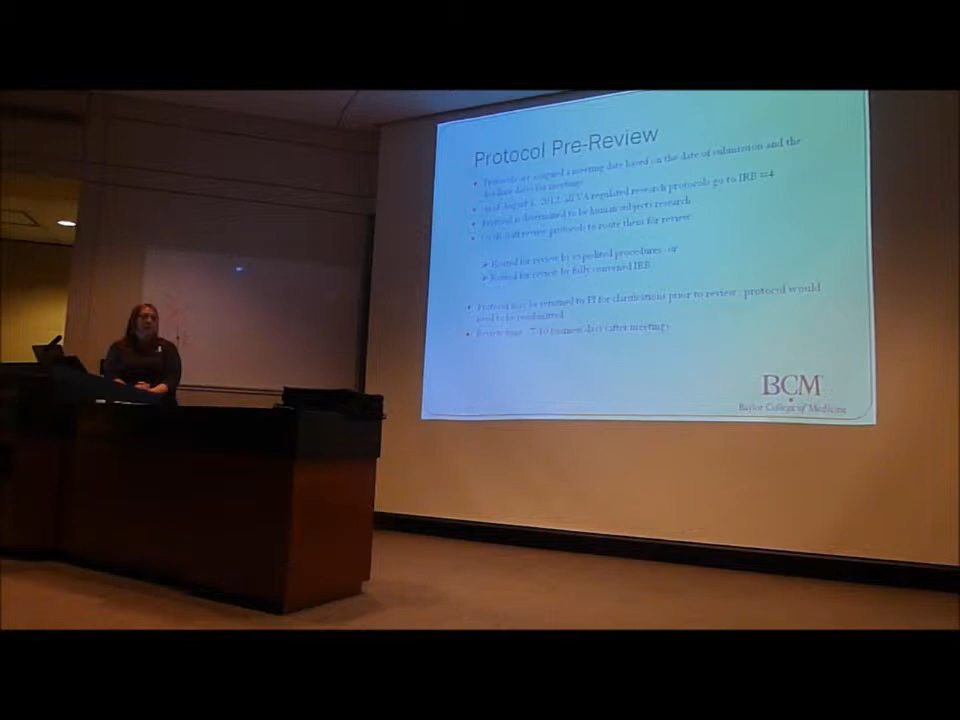 Protocol Pre-Review
• Protocols are assigned a meeting date based on the date of submission and the
deadline dates for meetings
• As of August 1, 2012, all VA regulated research protocols go to IRB #4
• Protocol is determined to be human subjects research
• staff review protocols to route them for review
➢ Routed for review by expedited procedures or
➢ Routed for review by fully convened IRB
• Protocol may be returned to PI for clarifications prior to review, protocol would
need to be resubmitted
• Review time - 7-10 business days (after meeting)
BCM
Baylor College of Medicine